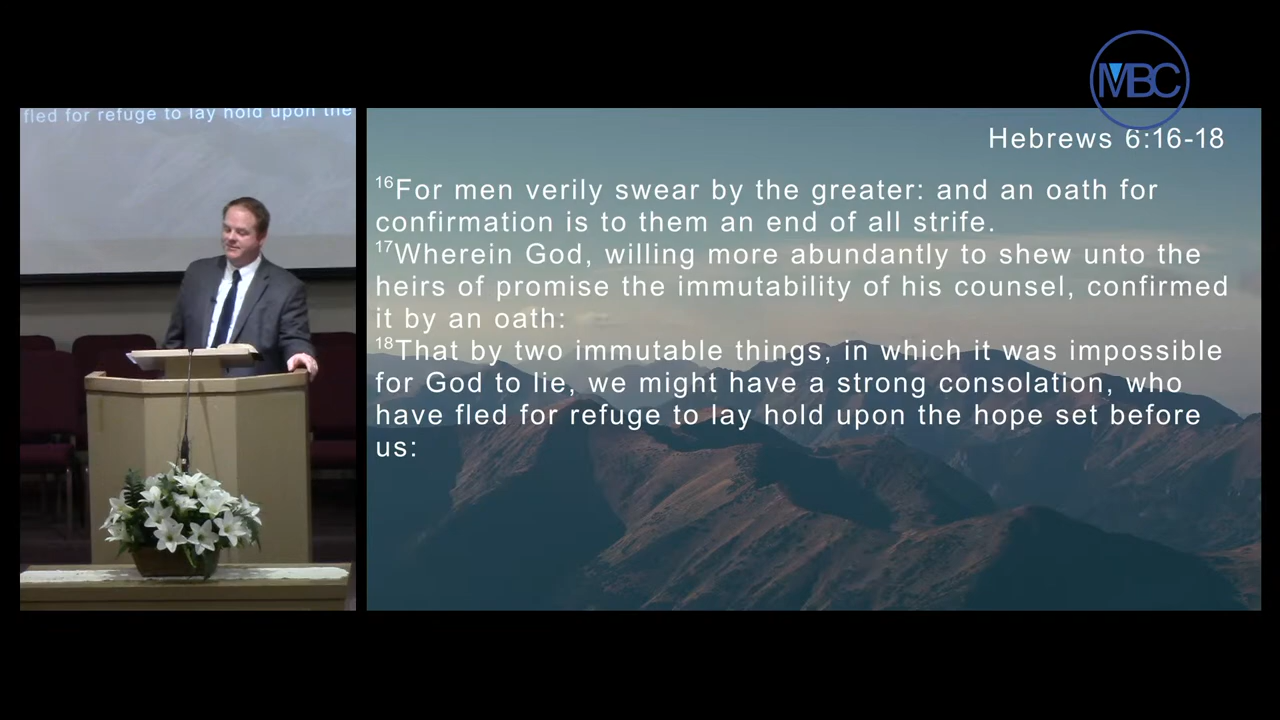 MBC
fled for refuge to lay hold upon the
Hebrews 6:16-18
16For men verily swear by the greater: and an oath for
confirmation is to them an end of all strife.
17Wherein God, willing more abundantly to shew unto the
heirs of promise the immutability of his counsel, confirmed
it by an oath:
18That by two immutable things, in which it was impossible
for God to lie, we might have a strong consolation, who
have fled for refuge to lay hold upon the hope set before
us: